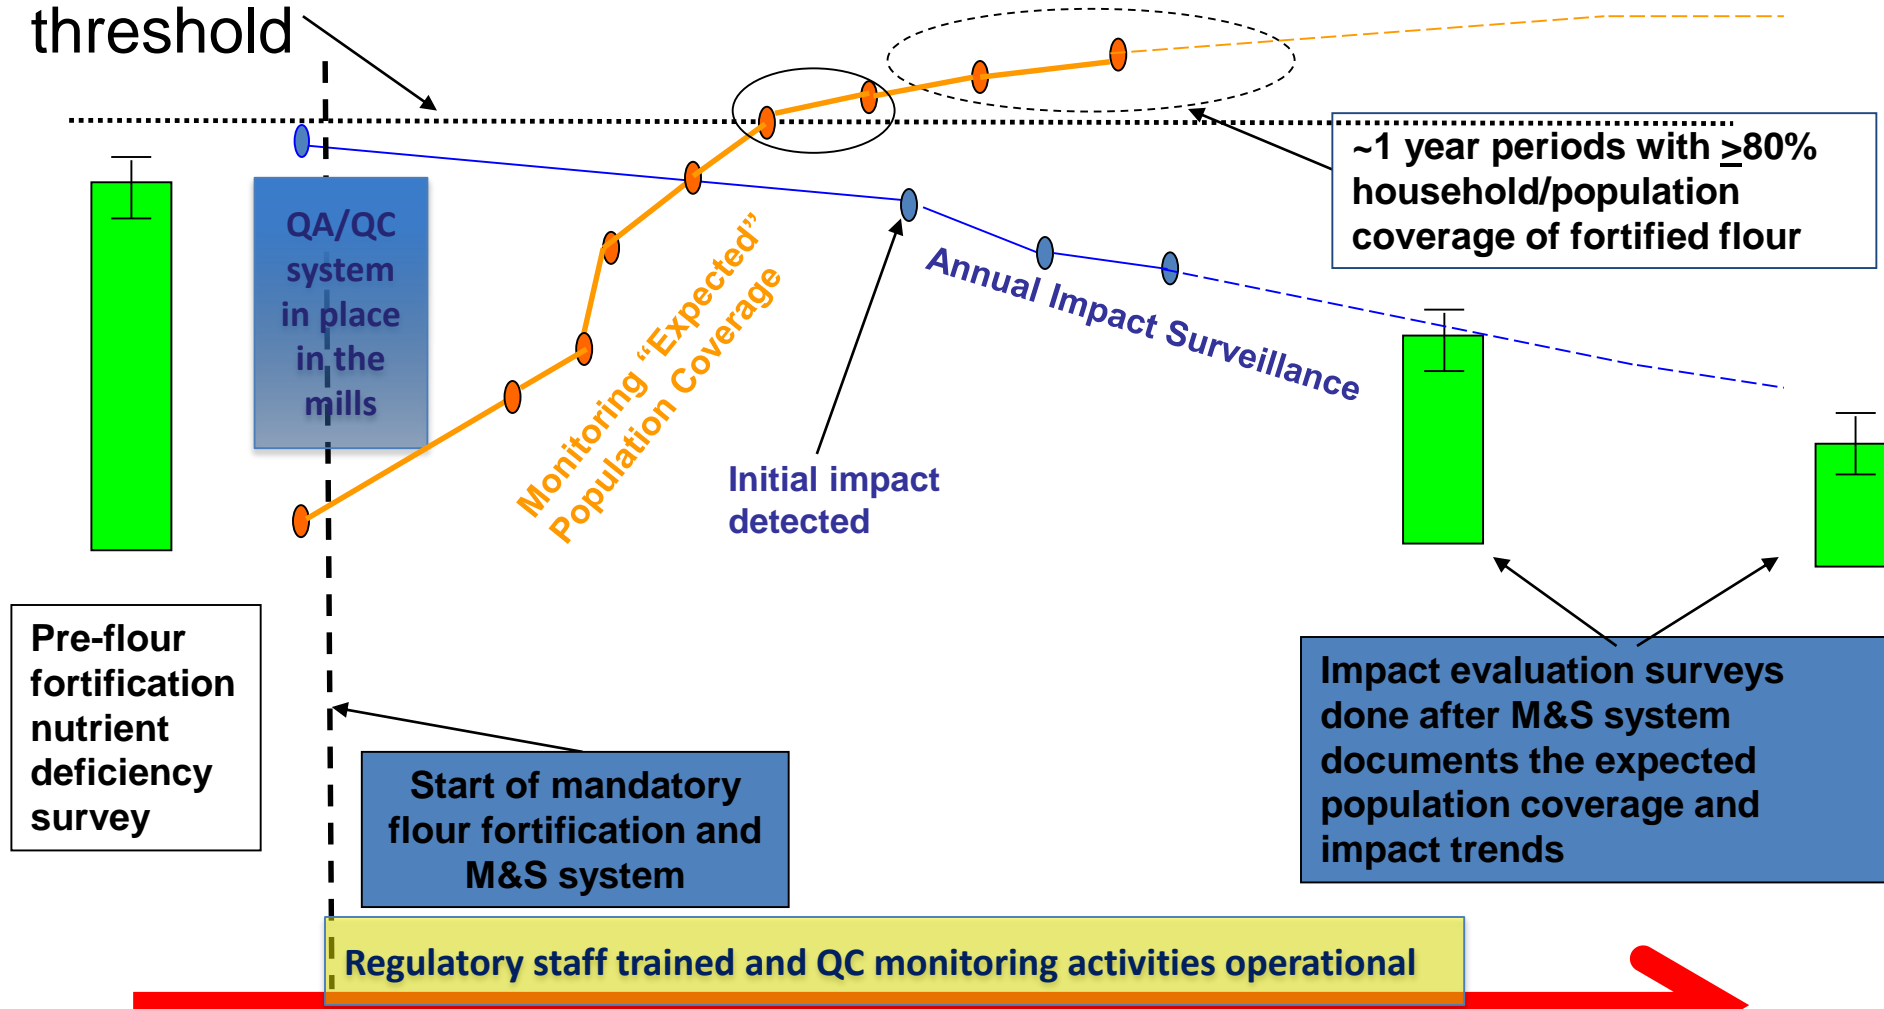 threshold
QA/QC
system
in place
in the
mills
~1 year periods with ≥80%
household/population
coverage of fortified flour
Monitoring “Expected”
Population Coverage
Annual Impact Surveillance
Initial impact
detected
Pre-flour
fortification
nutrient
deficiency
survey
Start of mandatory
flour fortification and
M&S system
Impact evaluation surveys
done after M&S system
documents the expected
population coverage and
impact trends
Regulatory staff trained and QC monitoring activities operational